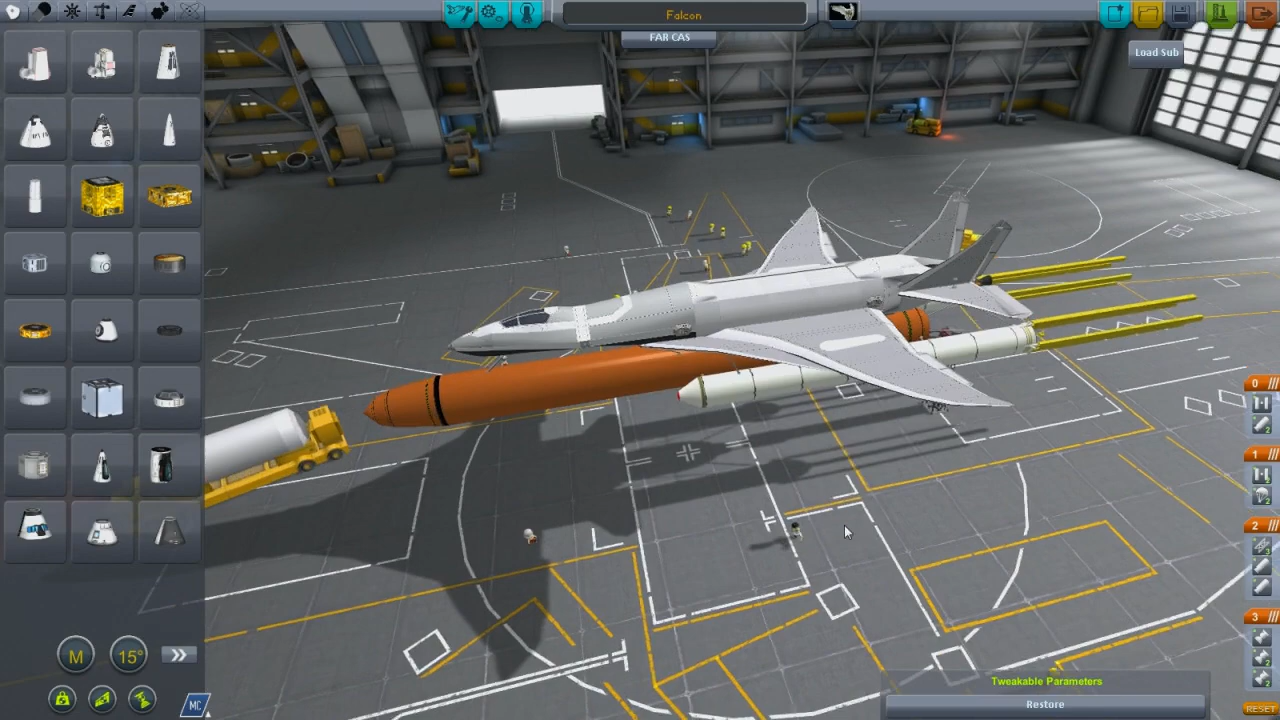 Falcon
FAR CAS
Load Sub
0
1
2
3
M
15°
MC
Tweakable Parameters
Restore
RESET